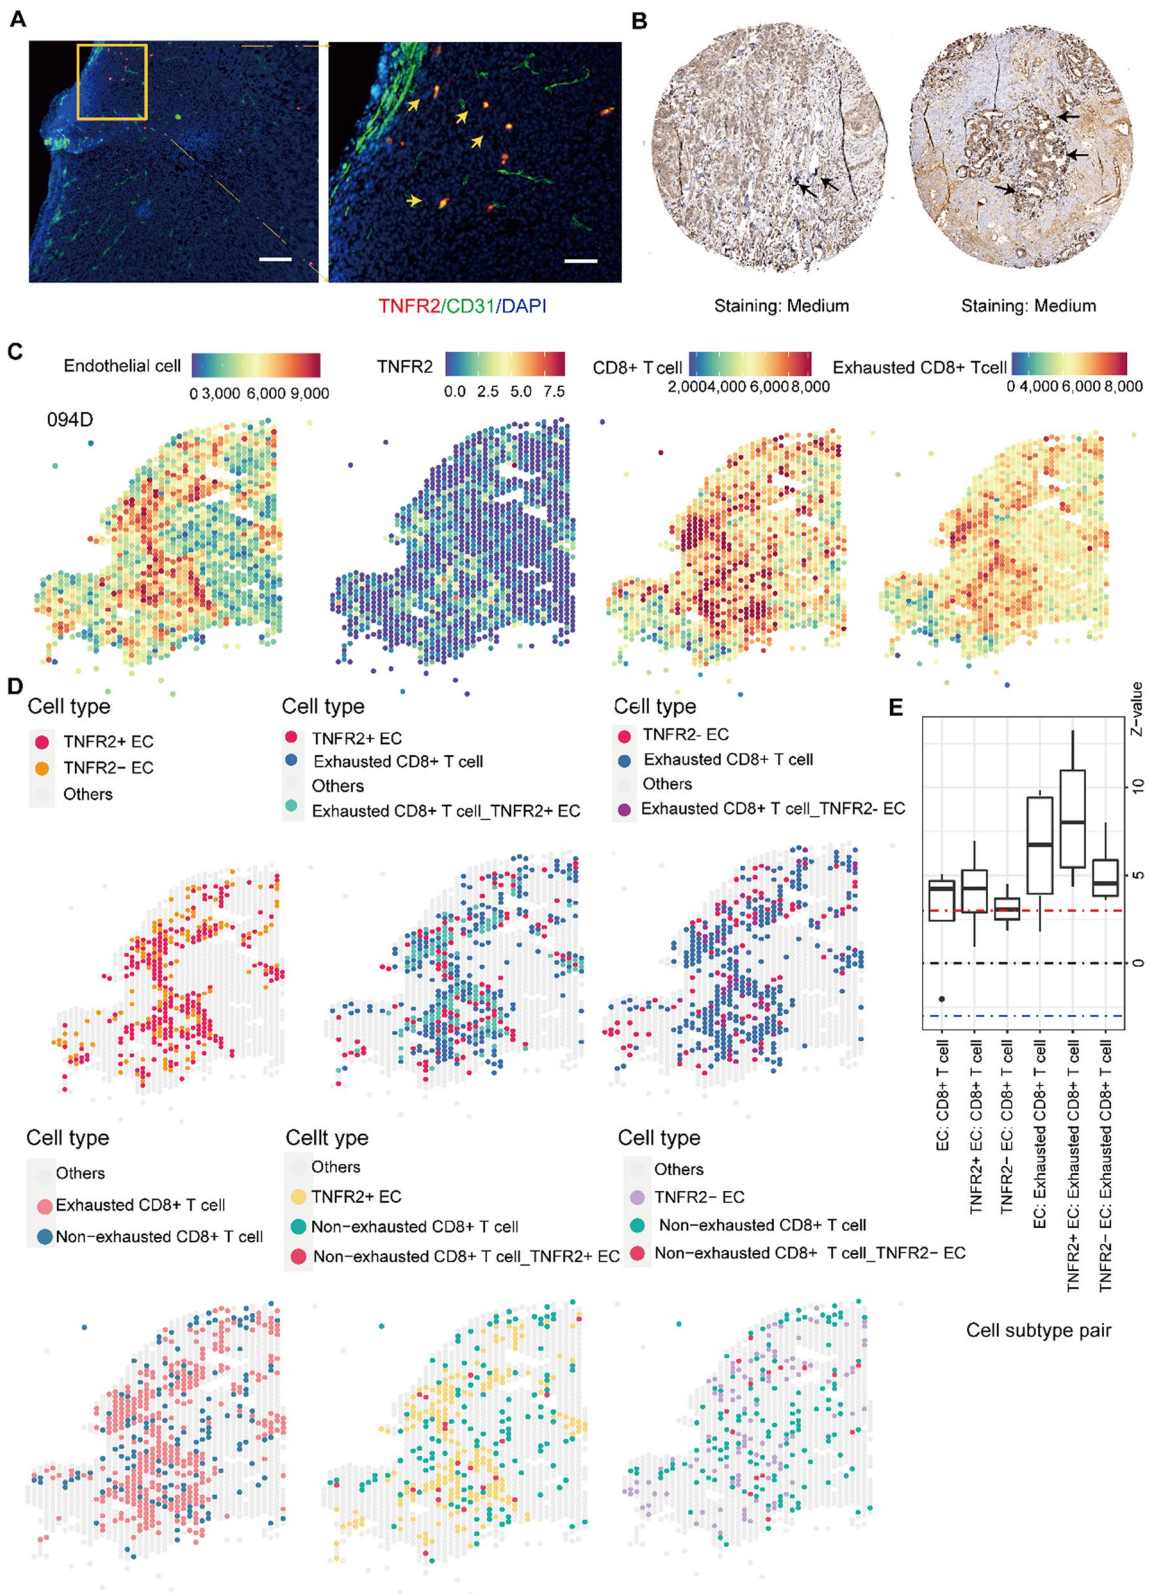 A
B
TNFR2/CD31/DAPI
Staining: Medium
Staining: Medium
C
Endothelial cell
0 3,000 6,000 9,000
TNFR2
0.0 2.5 5.0 7.5
CD8+ T cell
2,0004,000 6,000 8,000
Exhausted CD8+ Tcell
0 4,000 6,000 8,000
094D
D
Cell type
TNFR2+ EC
TNFR2− EC
Others
Cell type
TNFR2+ EC
Exhausted CD8+ T cell
Others
Exhausted CD8+ T cell_TNFR2+ EC
Cell type
TNFR2- EC
Exhausted CD8+ T cell
Others
Exhausted CD8+ T cell_TNFR2- EC
E
Z-value
10
5
0
EC: CD8+ T cell
TNFR2+ EC: CD8+ T cell
TNFR2− EC: CD8+ T cell
EC: Exhausted CD8+ T cell
TNFR2+ EC: Exhausted CD8+ T cell
TNFR2− EC: Exhausted CD8+ T cell
Cell subtype pair
Cell type
Others
Exhausted CD8+ T cell
Non−exhausted CD8+ T cell
Cellt ype
Others
TNFR2+ EC
Non−exhausted CD8+ T cell
Non−exhausted CD8+ T cell_TNFR2+ EC
Cell type
Others
TNFR2− EC
Non−exhausted CD8+ T cell
Non−exhausted CD8+ T cell_TNFR2− EC